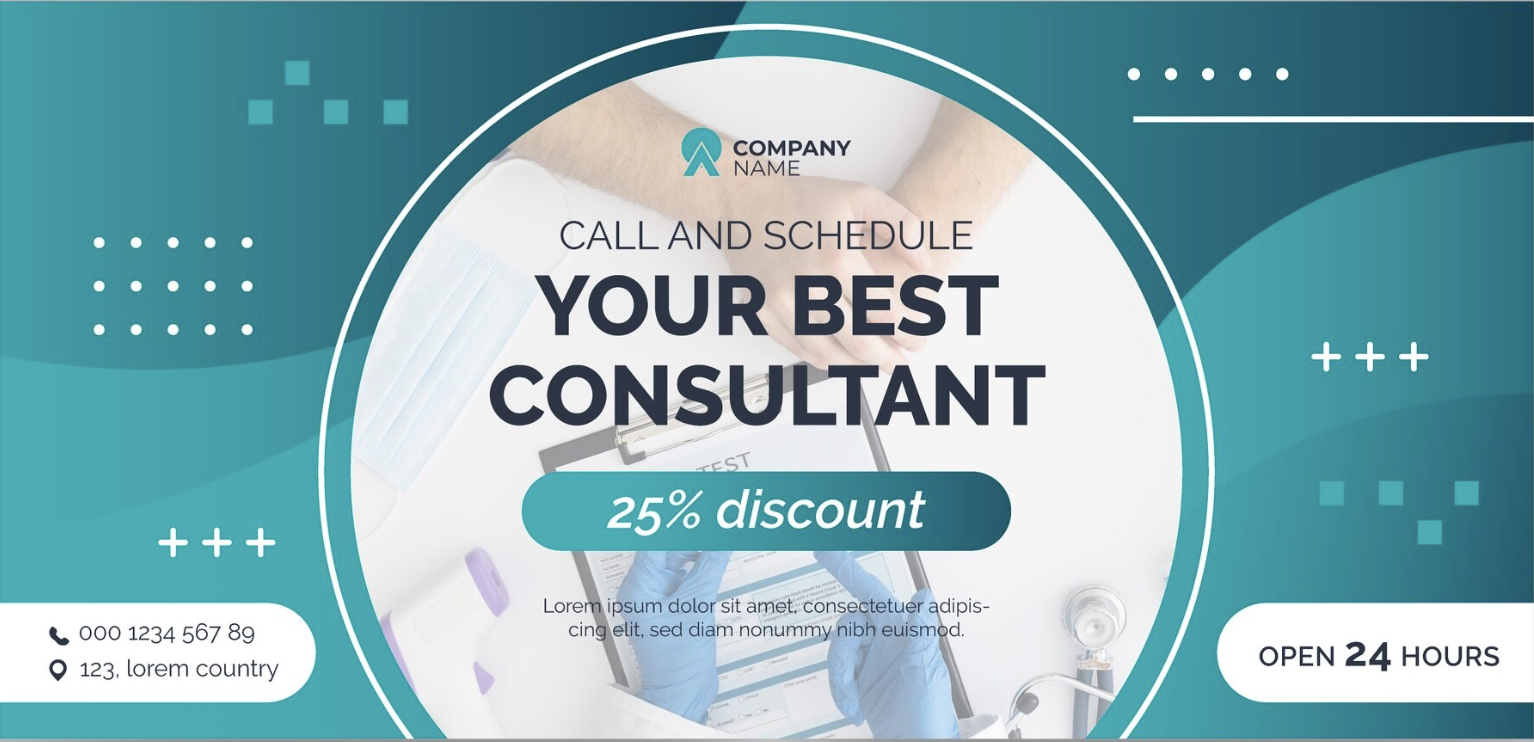 COMPANY
NAME
CALL AND SCHEDULE
YOUR BEST
CONSULTANT
TEST
25% discount
Lorem ipsum dolor sit amet, consectetuer adipis-
cing elit, sed diam nonummy nibh euismod.
000 1234 567 89
123, lorem country
OPEN 24 HOURS